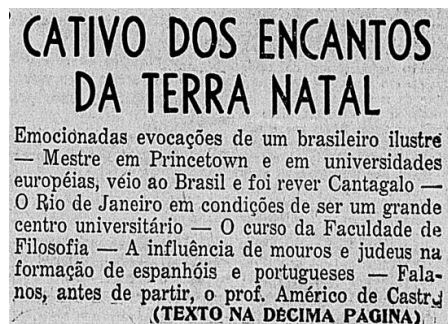 CATIVO DOS ENCANTOS
DA TERRA NATAL
Emocionadas evocações de um brasileiro ilustre
— Mestre em Princetown e em universidades
européias, véio ao Brasil e foi rever Cantagalo —
O Rio de Janeiro em condições de ser um grande
centro universitário — O curso da Faculdade de
Filosofia — A influência de mouros e judeus na
formação de espanhóis e portugueses — Fala-
nos, antes de partir, o prof. Américo de Castro
(TEXTO NA DÉCIMA PÁGINA)